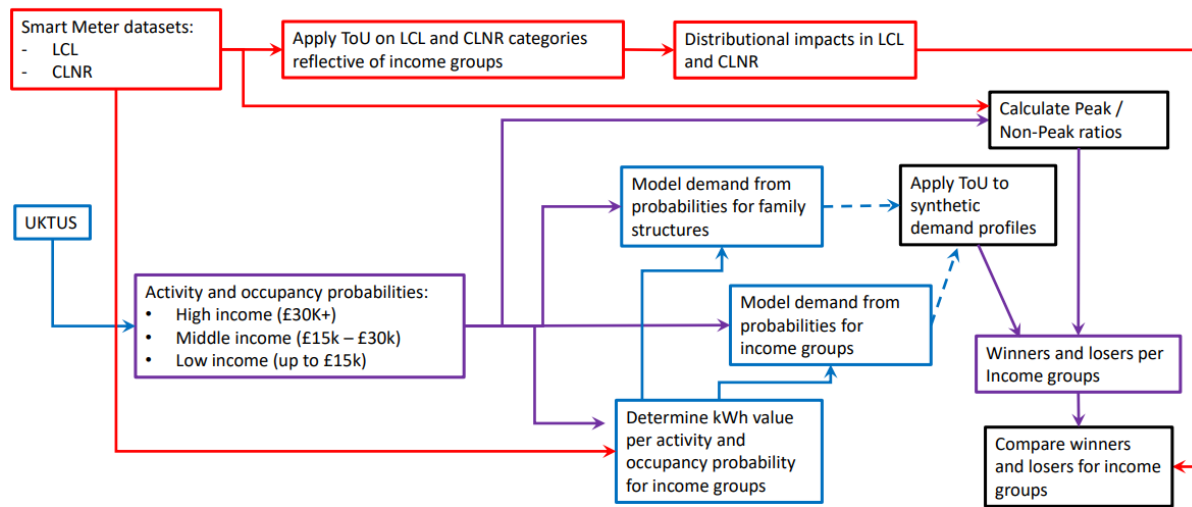 Smart Meter datasets:
- LCL
- CLNR
Apply ToU on LCL and CLNR categories
reflective of income groups
Distributional impacts in LCL
and CLNR
Calculate Peak /
Non-Peak ratios
Model demand from
probabilities for family
structures
Apply ToU to
synthetic
demand profiles
UKTUS
Activity and occupancy probabilities:
• High income (£30K+)
• Middle income (£15k – £30k)
• Low income (up to £15k)
Model demand from
probabilities for
income groups
Winners and losers per
Income groups
Determine kWh value
per activity and
occupancy probability
for income groups
Compare winners
and losers for income
groups